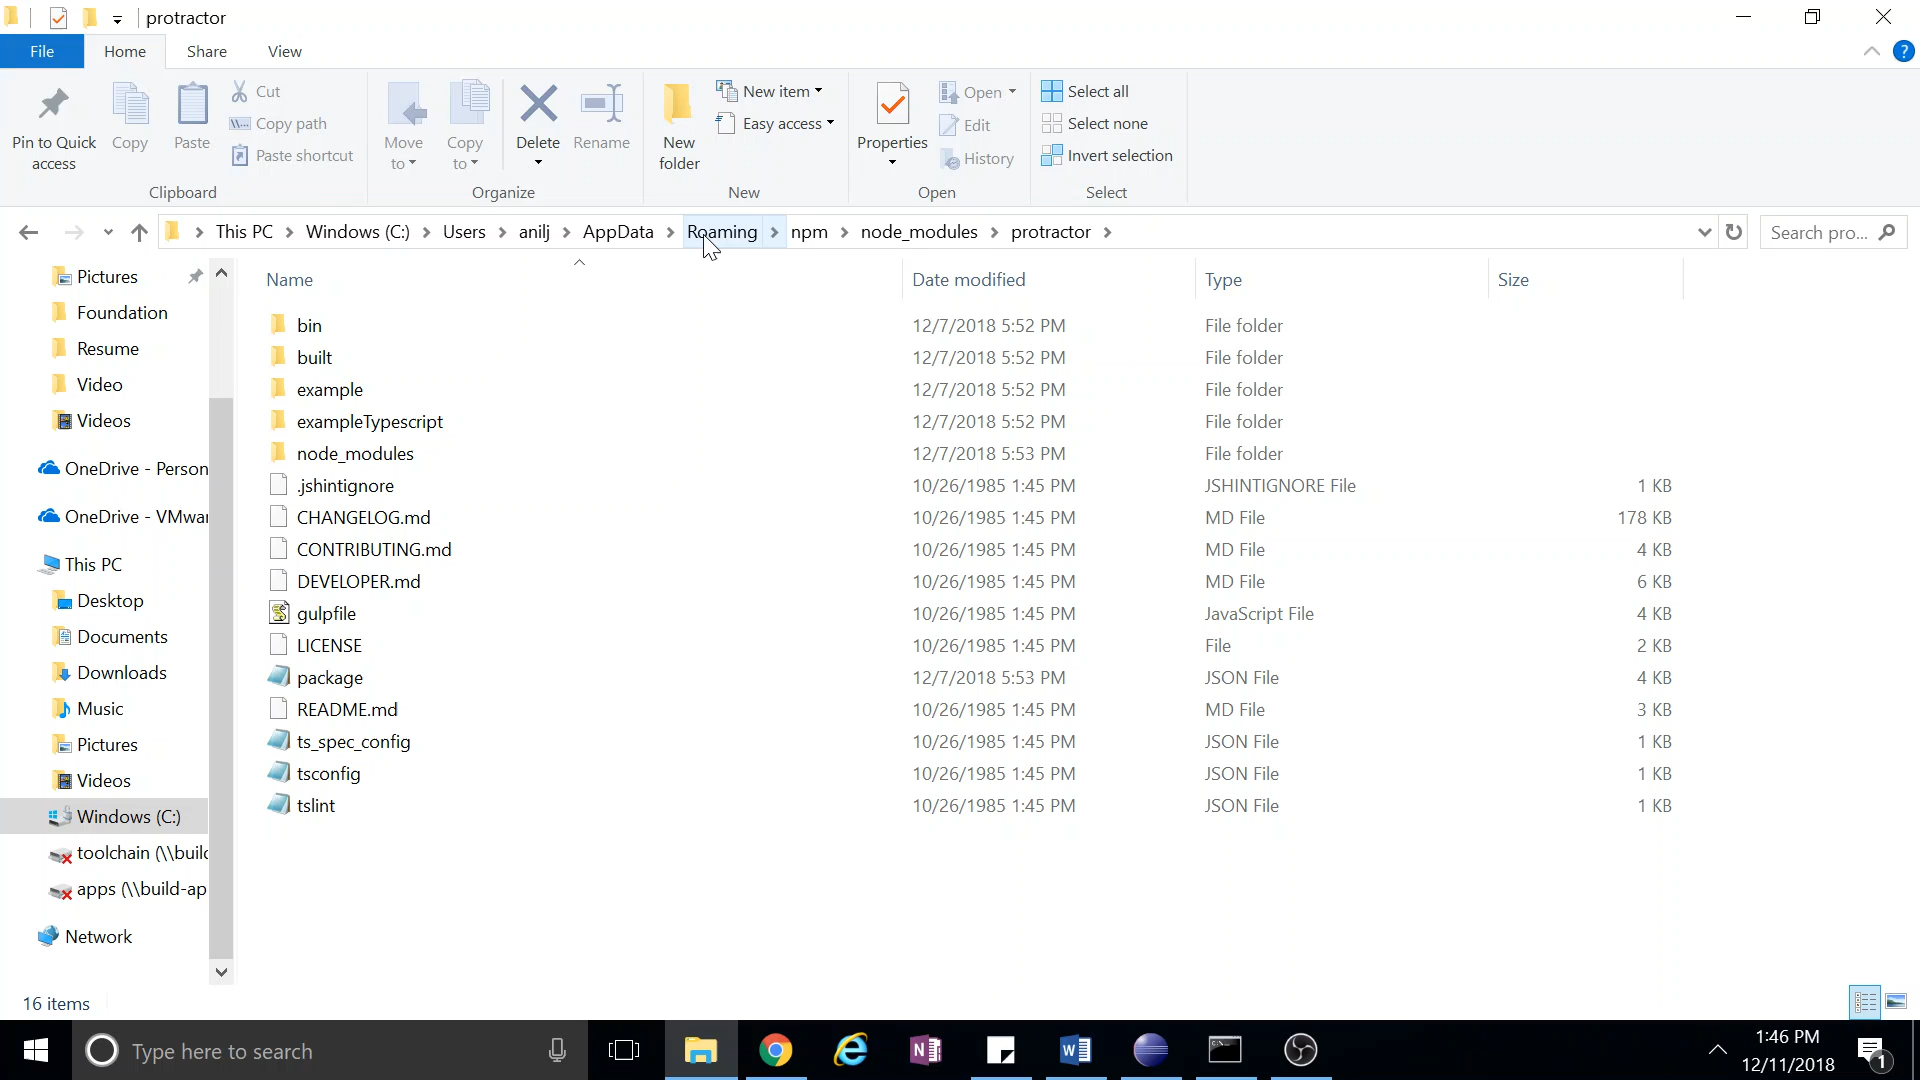 protractor
File Home Share View
Pin to Quick access
Copy
Paste
Cut
Copy path
Paste shortcut
Clipboard
Move to
Copy to
Delete
Rename
Organize
New folder
New item
Easy access
New
Properties
Open
Edit
History
Open
Select all
Select none
Invert selection
Select
This PC Windows (C:) Users anilj AppData Roaming npm node_modules protractor
Search pro...
Pictures
Foundation
Resume
Video
Videos
OneDrive - Person
OneDrive - VMwar
This PC
Desktop
Documents
Downloads
Music
Pictures
Videos
Windows (C:)
toolchain (\\builc
apps (\\build-ap
Network
Name Date modified Type Size
bin 12/7/2018 5:52 PM File folder
built 12/7/2018 5:52 PM File folder
example 12/7/2018 5:52 PM File folder
exampleTypescript 12/7/2018 5:52 PM File folder
node_modules 12/7/2018 5:53 PM File folder
.jshintignore 10/26/1985 1:45 PM JSHINTIGNORE File 1 KB
CHANGELOG.md 10/26/1985 1:45 PM MD File 178 KB
CONTRIBUTING.md 10/26/1985 1:45 PM MD File 4 KB
DEVELOPER.md 10/26/1985 1:45 PM MD File 6 KB
gulpfile 10/26/1985 1:45 PM JavaScript File 4 KB
LICENSE 10/26/1985 1:45 PM File 2 KB
package 12/7/2018 5:53 PM JSON File 4 KB
README.md 10/26/1985 1:45 PM MD File 3 KB
ts_spec_config 10/26/1985 1:45 PM JSON File 1 KB
tsconfig 10/26/1985 1:45 PM JSON File 1 KB
tslint 10/26/1985 1:45 PM JSON File 1 KB
16 items
Type here to search
1:46 PM
12/11/2018
1